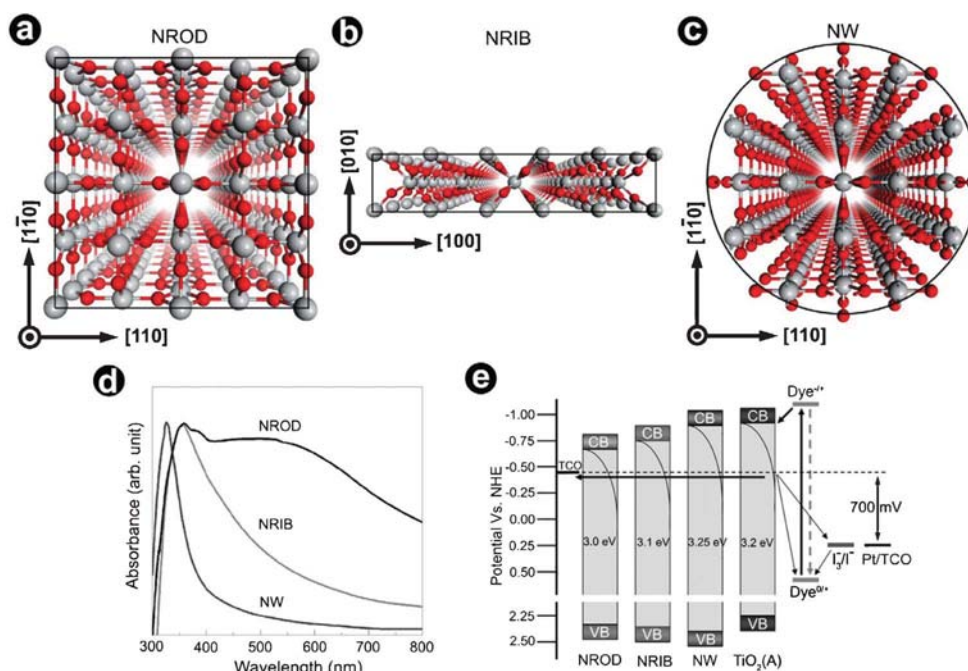 a
NROD
[11̄0]
[110]
b
NRIB
[010]
[100]
c
NW
[11̄0]
[110]
d
Absorbance (arb. unit)
NROD
NRIB
NW
300 400 500 600 700 800
Wavelength (nm)
e
Potential Vs. NHE
-1.00
-0.75
-0.50
-0.25
0.00
0.25
0.50
2.25
2.50
TCO
CB CB CB CB
3.0 eV 3.1 eV 3.25 eV 3.2 eV
VB VB VB VB
NROD NRIB NW TiO₂(A)
Dye*/+
700 mV
I₃⁻/I⁻ Pt/TCO
Dye⁰/⁺